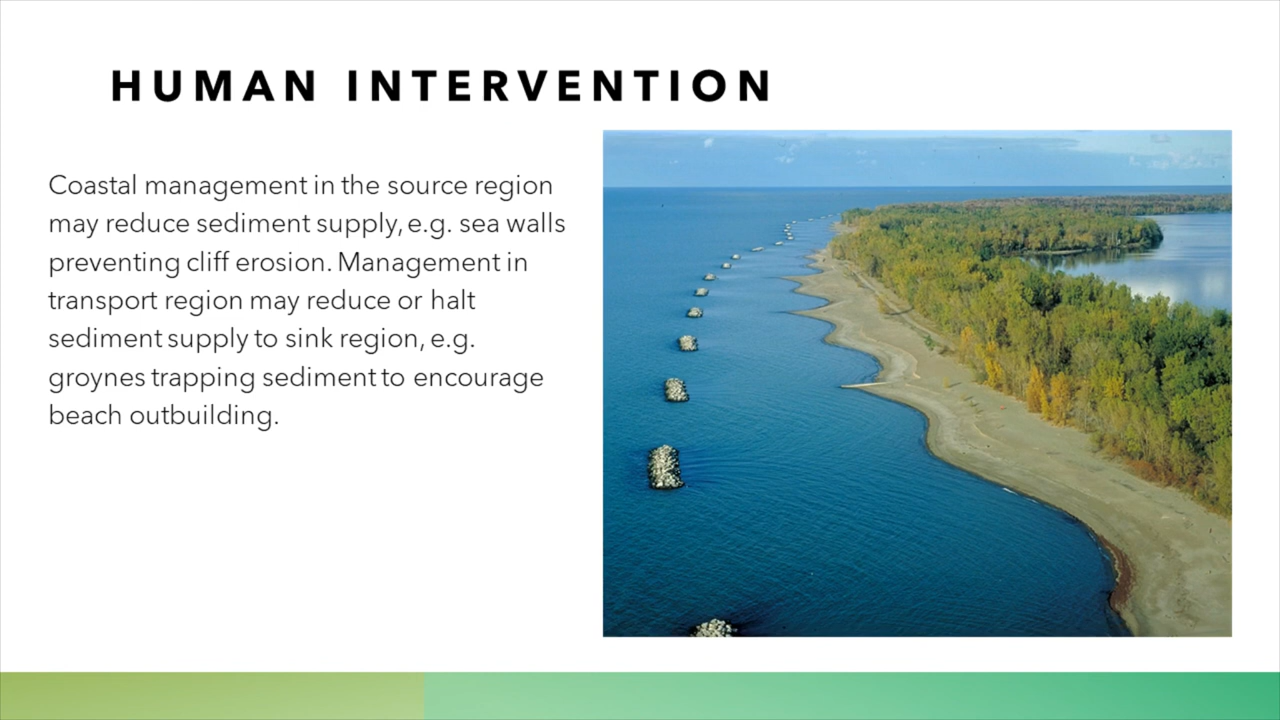 HUMAN INTERVENTION
Coastal management in the source region
may reduce sediment supply, e.g. sea walls
preventing cliff erosion. Management in
transport region may reduce or halt
sediment supply to sink region, e.g.
groynes trapping sediment to encourage
beach outbuilding.